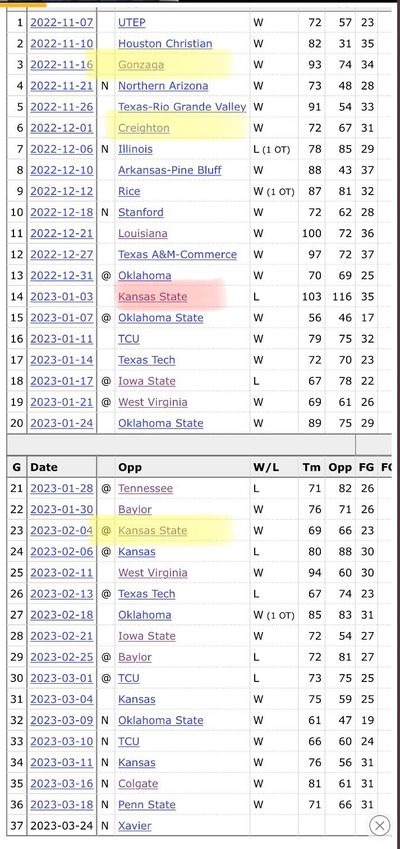 1 2022-11-07 UTEP W 72 57 23
2 2022-11-10 Houston Christian W 82 31 35
3 2022-11-16 Gonzaga W 93 74 34
4 2022-11-21 N Northern Arizona W 73 48 28
5 2022-11-26 Texas-Rio Grande Valley W 91 54 33
6 2022-12-01 Creighton W 72 67 31
7 2022-12-06 N Illinois L (1 OT) 78 85 29
8 2022-12-10 Arkansas-Pine Bluff W 88 43 37
9 2022-12-12 Rice W (1 OT) 87 81 32
10 2022-12-18 N Stanford W 72 62 28
11 2022-12-21 Louisiana W 100 72 36
12 2022-12-27 Texas A&M-Commerce W 97 72 37
13 2022-12-31 @ Oklahoma W 70 69 25
14 2023-01-03 Kansas State L 103 116 35
15 2023-01-07 @ Oklahoma State W 56 46 17
16 2023-01-11 TCU W 79 75 32
17 2023-01-14 Texas Tech W 72 70 23
18 2023-01-17 @ Iowa State L 67 78 22
19 2023-01-21 @ West Virginia W 69 61 26
20 2023-01-24 Oklahoma State W 89 75 29
G Date Opp W/L Tm Opp FG FG
21 2023-01-28 @ Tennessee L 71 82 26
22 2023-01-30 Baylor W 76 71 26
23 2023-02-04 @ Kansas State W 69 66 23
24 2023-02-06 @ Kansas L 80 88 30
25 2023-02-11 West Virginia W 94 60 30
26 2023-02-13 @ Texas Tech L 67 74 23
27 2023-02-18 Oklahoma W (1 OT) 85 83 31
28 2023-02-21 Iowa State W 72 54 27
29 2023-02-25 @ Baylor L 72 81 27
30 2023-03-01 @ TCU L 73 75 25
31 2023-03-04 Kansas W 75 59 25
32 2023-03-09 N Oklahoma State W 61 47 19
33 2023-03-10 N TCU W 66 60 24
34 2023-03-11 N Kansas W 76 56 31
35 2023-03-16 N Colgate W 81 61 31
36 2023-03-18 N Penn State W 71 66 31
37 2023-03-24 N Xavier